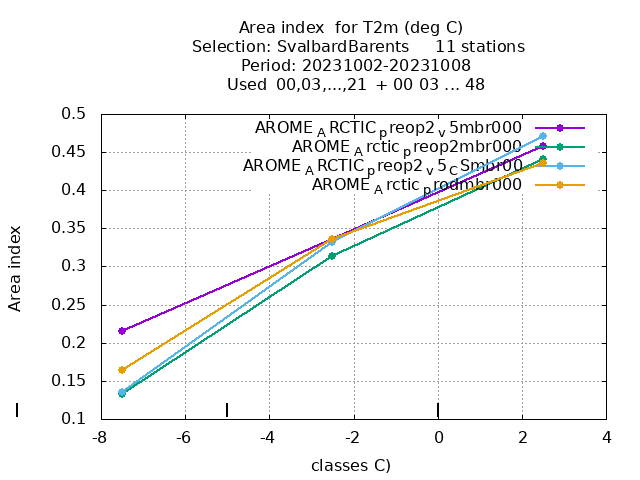 Area index  for T2m (deg C)
Selection: SvalbardBarents     11 stations
Period: 20231002-20231008
Used  00,03,...,21  + 00 03 ... 48
AROME_ARCTIC_preop2_v5mbr000
AROME_Arctic_preop2mbr000
AROME_ARCTIC_preop2_v5_CSmbr00
AROME_Arctic_prodmbr000
0.5
0.45
0.4
0.35
0.3
0.25
0.2
0.15
0.1
Area index
-8
-6
-4
-2
0
2
4
classes C)